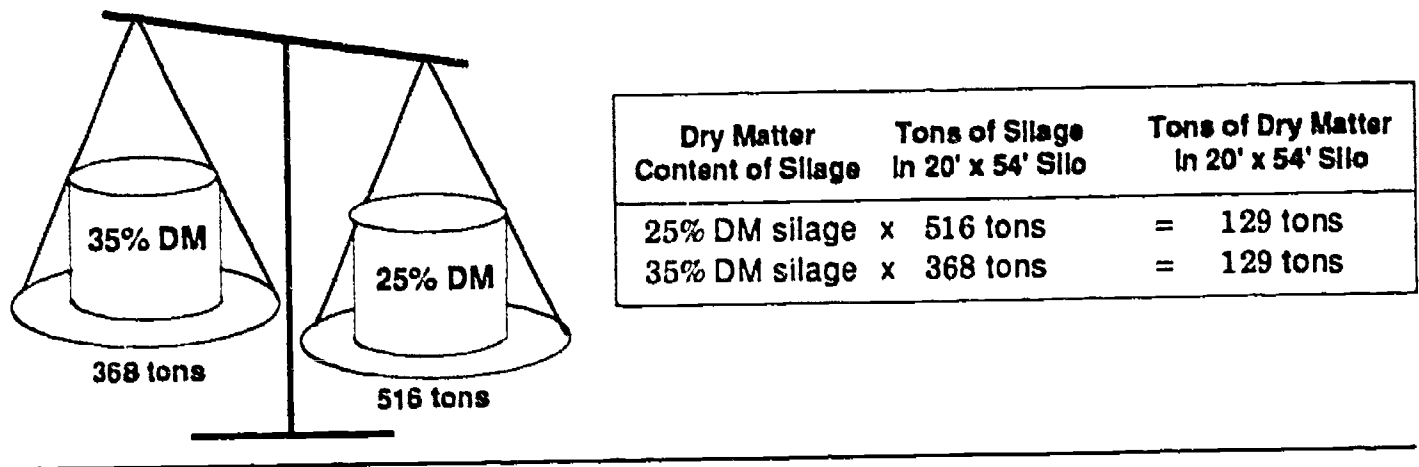 35% DM
368 tons
25% DM
516 tons
Dry Matter Content of Silage
Tons of Silage in 20' x 54' Silo
Tons of Dry Matter in 20' x 54' Silo
25% DM silage x 516 tons = 129 tons
35% DM silage x 368 tons = 129 tons